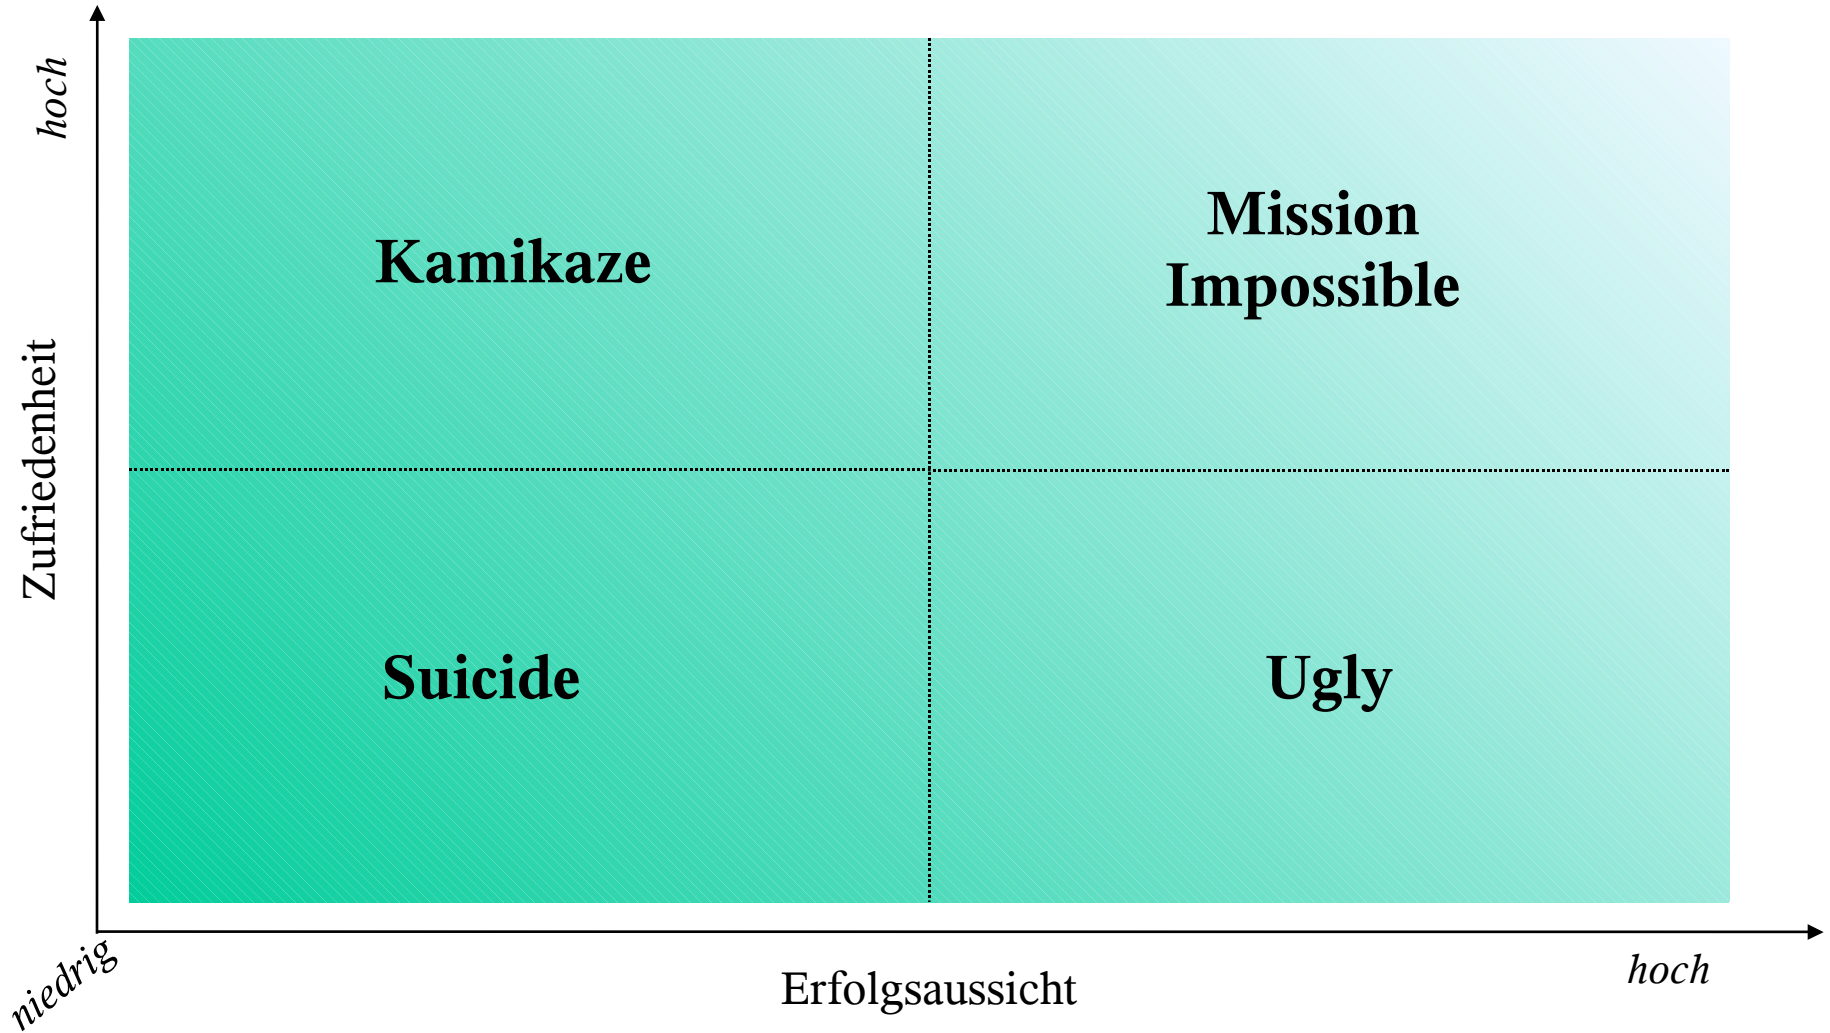 hoch
Zufriedenheit
Kamikaze
Mission
Impossible
Suicide
Ugly
niedrig
Erfolgsaussicht
hoch